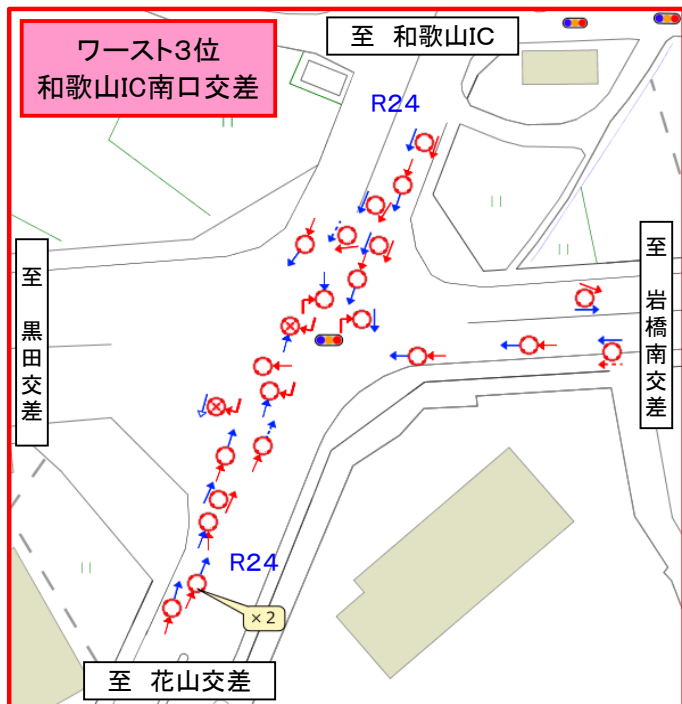 ワースト3位
和歌山IC南口交差
至 和歌山IC
R24
至 黒田交差
至 岩橋南交差
R24
×2
至 花山交差